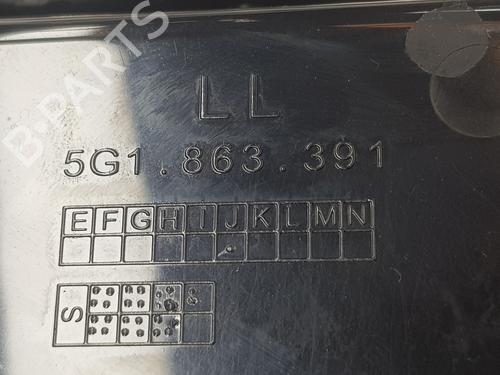 B-PARTS
LL
5G1.863.391
E F G H I J K L M N
S